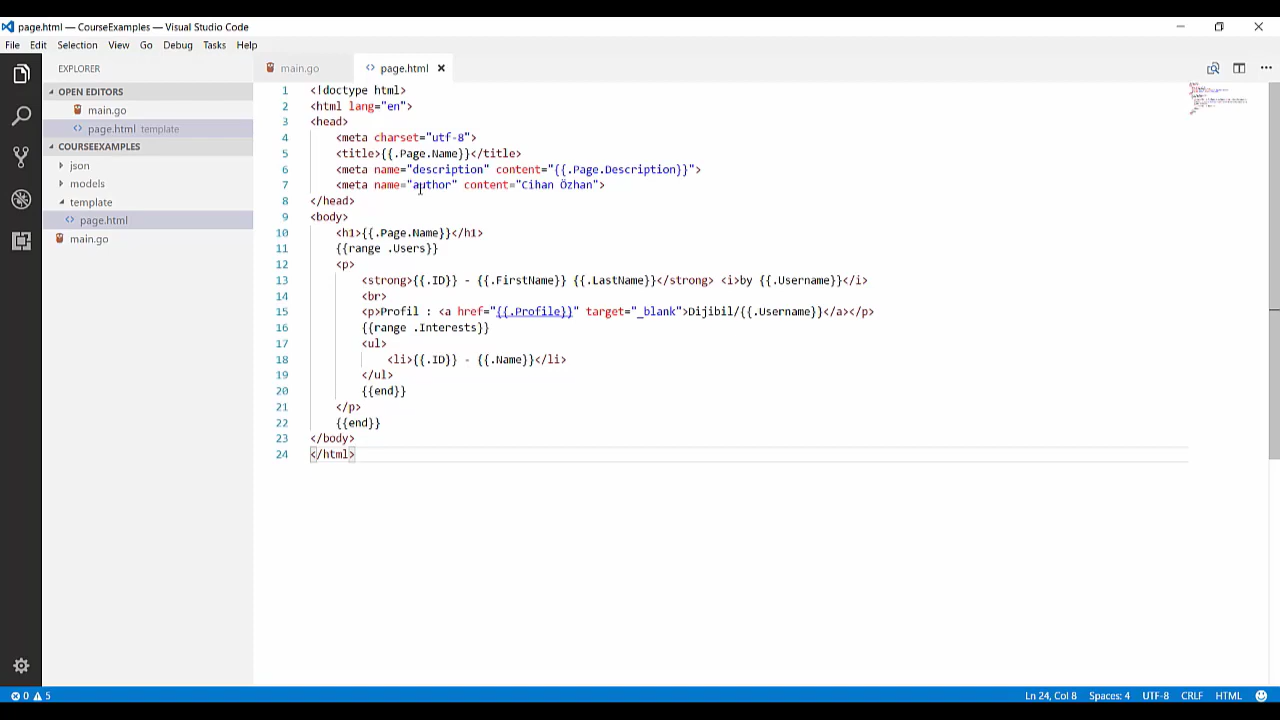 page.html — CourseExamples — Visual Studio Code
File Edit Selection View Go Debug Tasks Help
EXPLORER
main.go
page.html
OPEN EDITORS
main.go
page.html template
COURSEEXAMPLES
json
models
template
page.html
main.go
1 <!doctype html>
2 <html lang="en">
3 <head>
4 <meta charset="utf-8">
5 <title>{{.Page.Name}}</title>
6 <meta name="description" content="{{.Page.Description}}">
7 <meta name="author" content="Cihan Özhan">
8 </head>
9 <body>
10 <h1>{{.Page.Name}}</h1>
11 {{range .Users}}
12 <p>
13 <strong>{{.ID}} - {{.FirstName}} {{.LastName}}</strong> <i>by {{.Username}}</i>
14 <br>
15 <p>Profil : <a href="{{.Profile}}" target="_blank">Dijibil/{{.Username}}</a></p>
16 {{range .Interests}}
17 <ul>
18 <li>{{.ID}} - {{.Name}}</li>
19 </ul>
20 {{end}}
21 </p>
22 {{end}}
23 </body>
24 </html>
0 5 Ln 24, Col 8 Spaces: 4 UTF-8 CRLF HTML